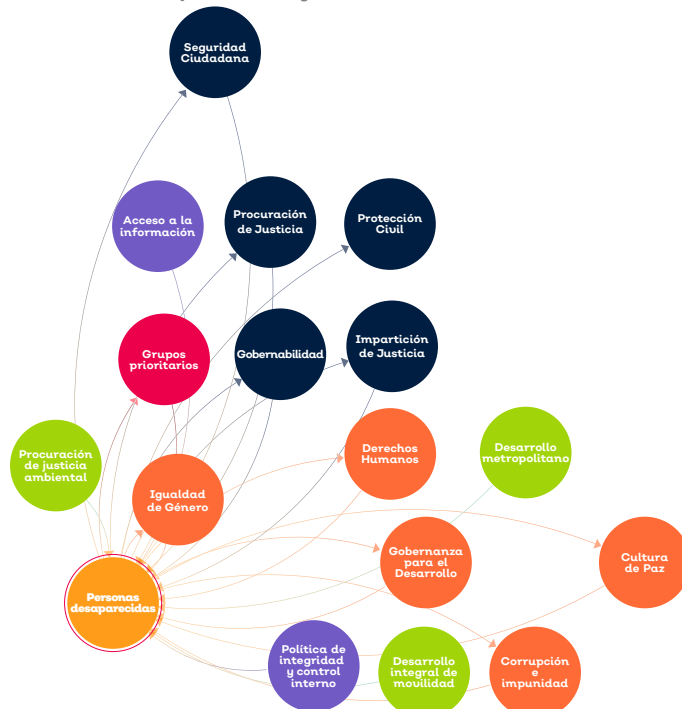 Seguridad
Ciudadana
Acceso a la
información
Procuración
de Justicia
Protección
Civil
Grupos
prioritarios
Gobernabilidad
Impartición
de Justicia
Procuración
de justicia
ambiental
Igualdad
de Género
Derechos
Humanos
Desarrollo
metropolitano
Gobernanza
para el
Desarrollo
Cultura
de Paz
Personas
desaparecidas
Política de
integridad
y control
interno
Desarrollo
integral de
movilidad
Corrupción
e
impunidad